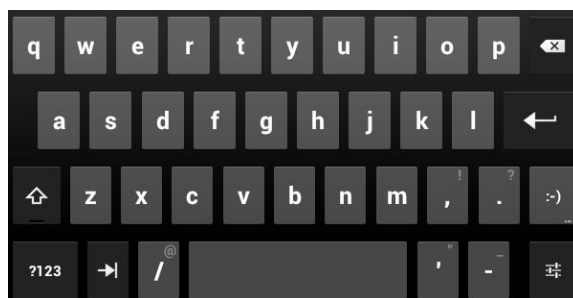 q w e r t y u i o p
a s d f g h j k l
! ?
z x c v b n m , . :-)
...
@ " _
?123 / ' -